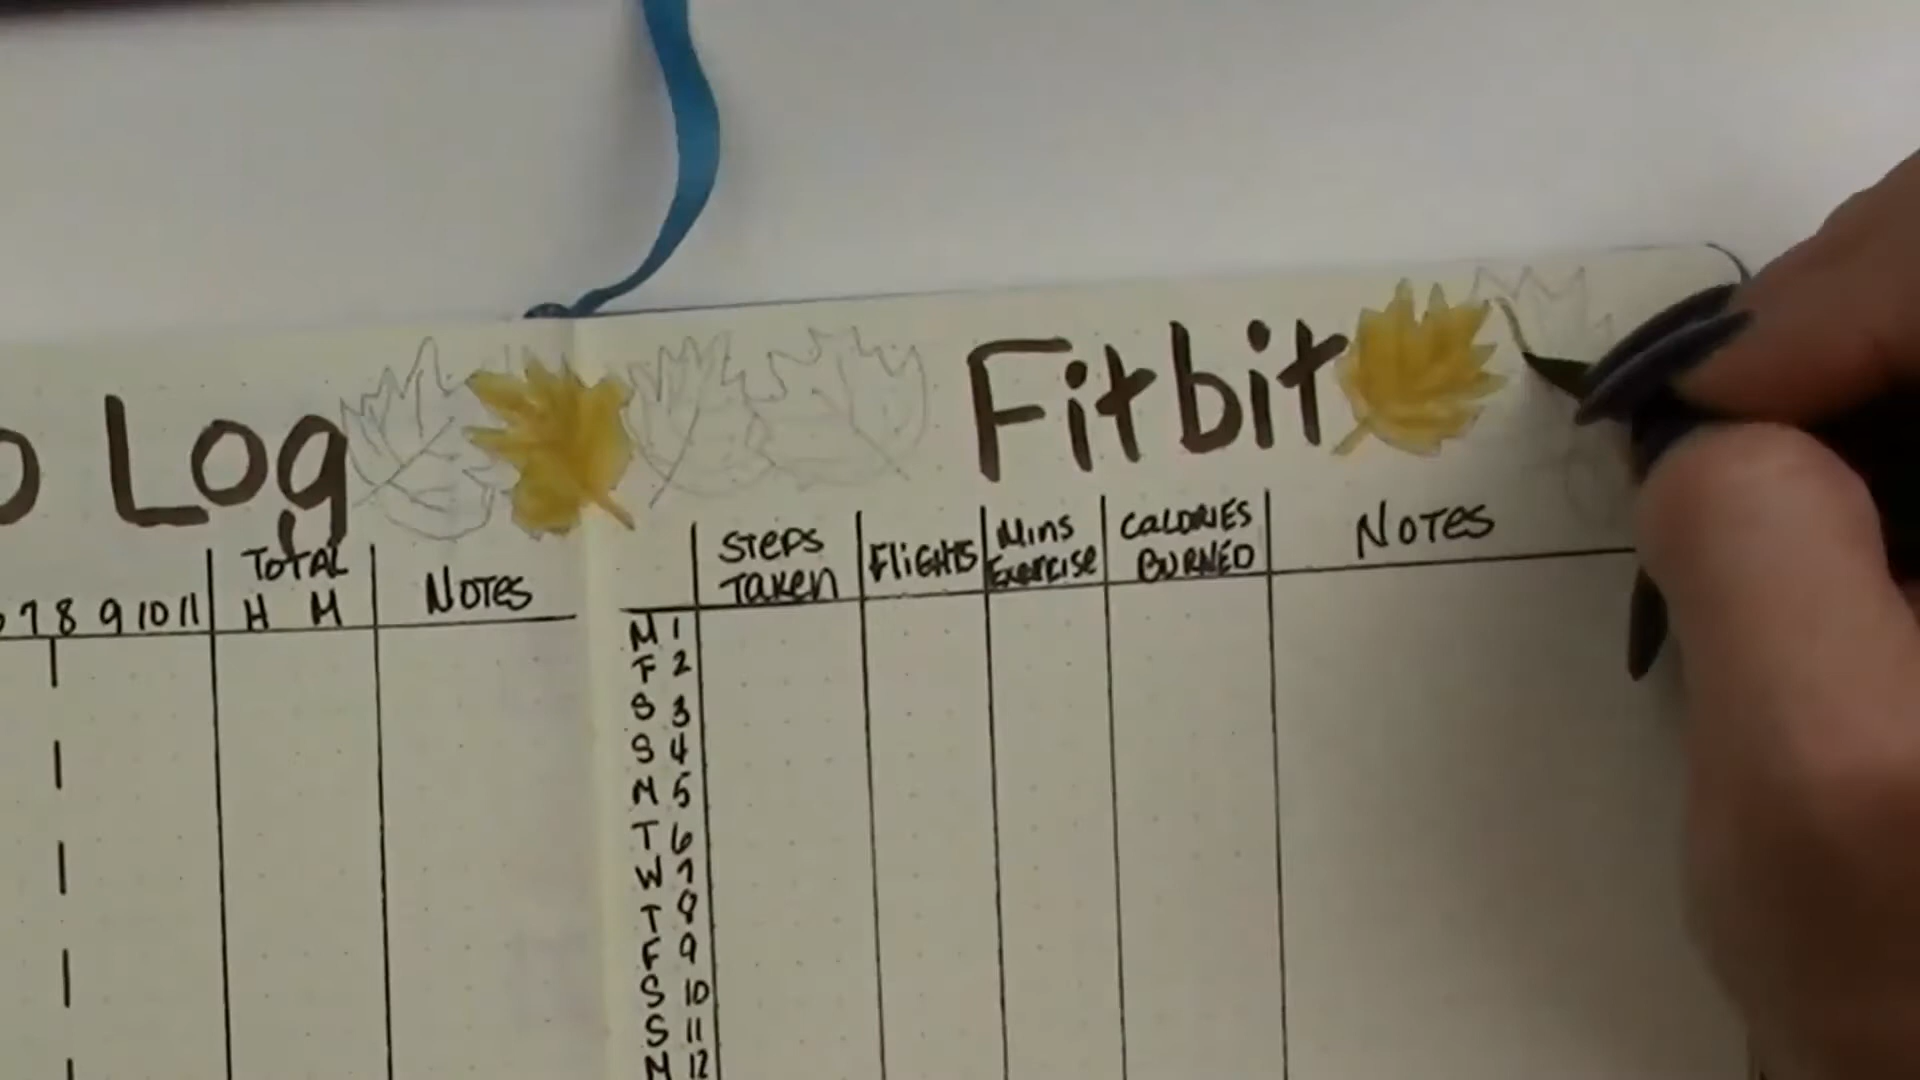 Log
Total
7 8 9 10 11 H M Notes
Fitbit
Steps Taken Flights Mins Exercise Calories Burned Notes
M 1
F 2
S 3
S 4
M 5
T 6
W 7
T 8
F 9
S 10
S 11
M 12